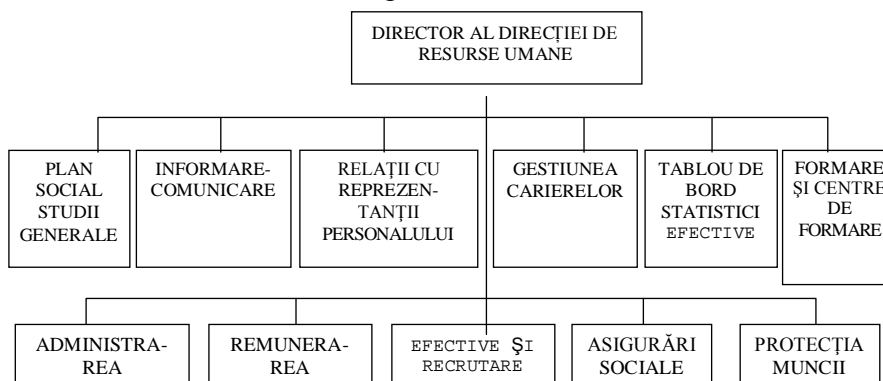 DIRECTOR AL DIRECȚIEI DE
RESURSE UMANE
PLAN
SOCIAL
STUDII
GENERALE
INFORMARE-
COMUNICARE
RELAȚII CU
REPREZEN-
TANȚII
PERSONALULUI
GESTIUNEA
CARIERELOR
TABLOU DE
BORD
STATISTICI
EFECTIVE
FORMARE
ŞI CENTRE
DE
FORMARE
ADMINISTRA-
REA
REMUNERA-
REA
EFECTIVE ŞI
RECRUTARE
ASIGURĂRI
SOCIALE
PROTECȚIA
MUNCII